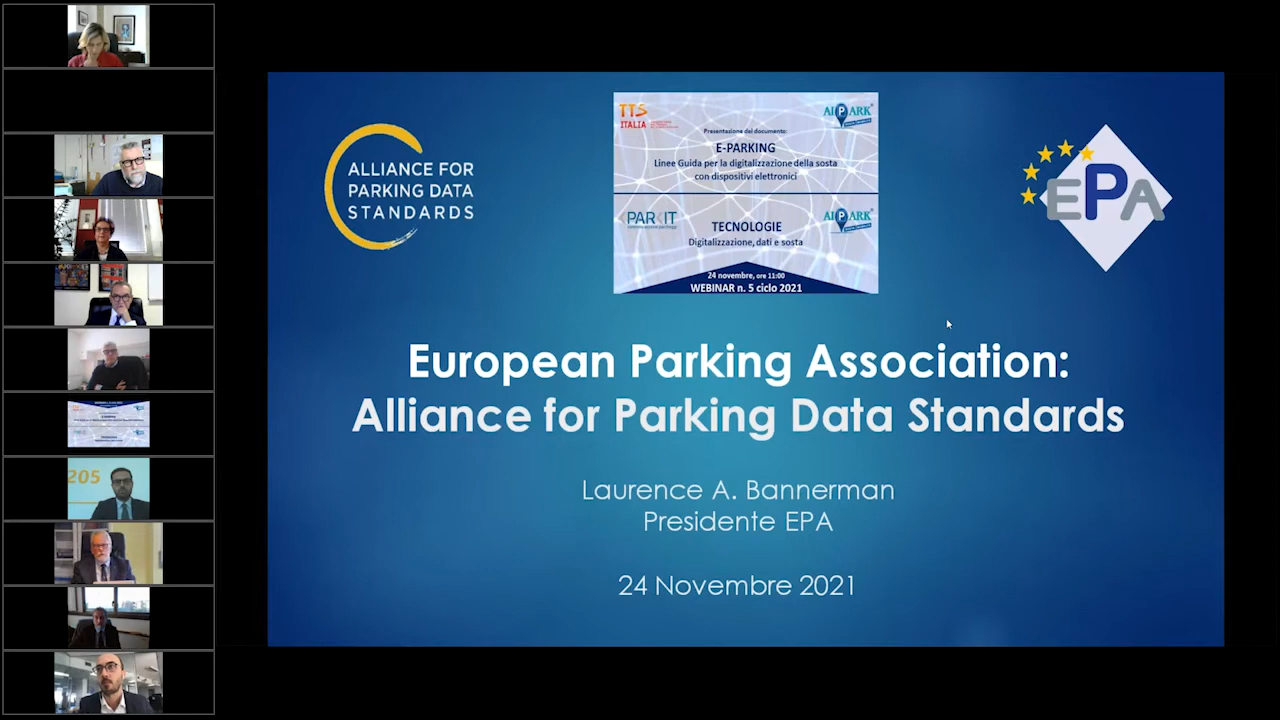 205
ALLIANCE FOR
PARKING DATA
STANDARDS
TTS
ITALIA
AIPARK
Presentazione del documento:
E-PARKING
Linee Guida per la digitalizzazione della sosta
con dispositivi elettronici
PARKIT
AIPARK
TECNOLOGIE
Digitalizzazione, dati e sosta
24 novembre, ore 11:00
WEBINAR n. 5 ciclo 2021
EPA
European Parking Association:
Alliance for Parking Data Standards
Laurence A. Bannerman
Presidente EPA
24 Novembre 2021